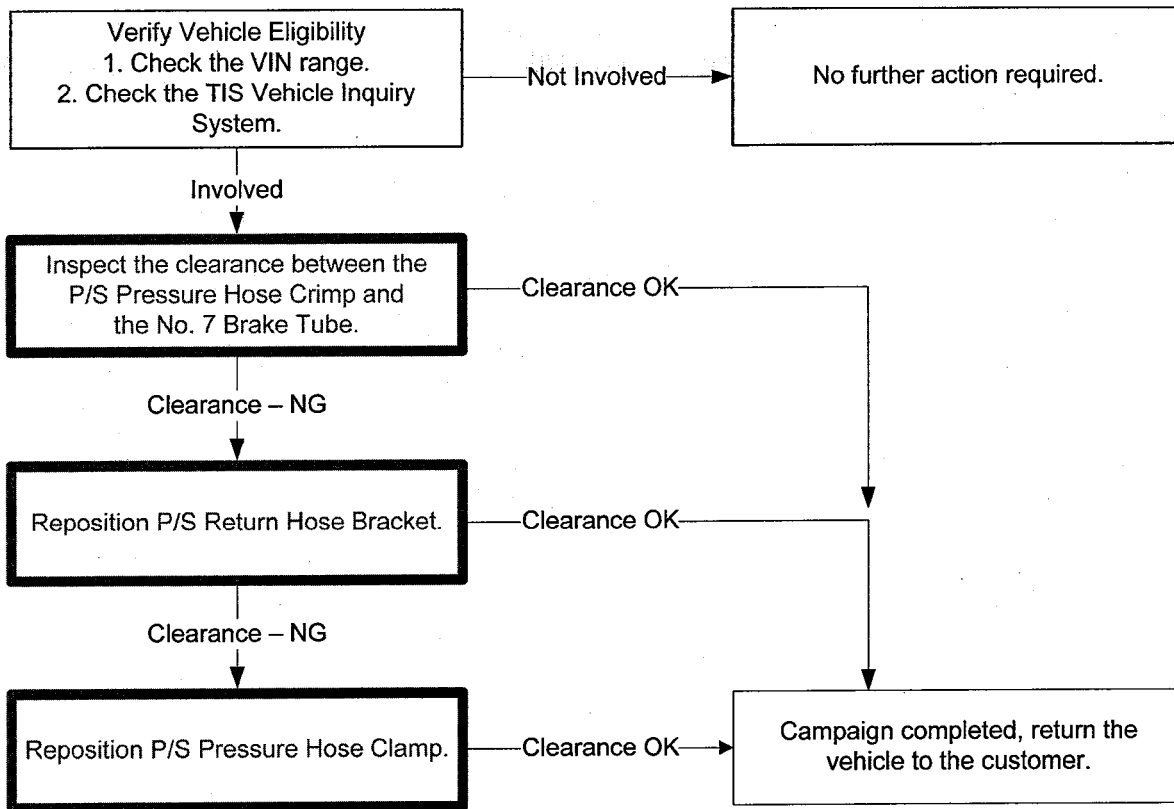 Verify Vehicle Eligibility
1. Check the VIN range.
2. Check the TIS Vehicle Inquiry
System.
Not Involved
No further action required.
Involved
Inspect the clearance between the
P/S Pressure Hose Crimp and
the No. 7 Brake Tube.
Clearance OK
Clearance – NG
Reposition P/S Return Hose Bracket.
Clearance OK
Clearance – NG
Reposition P/S Pressure Hose Clamp.
Clearance OK
Campaign completed, return the
vehicle to the customer.